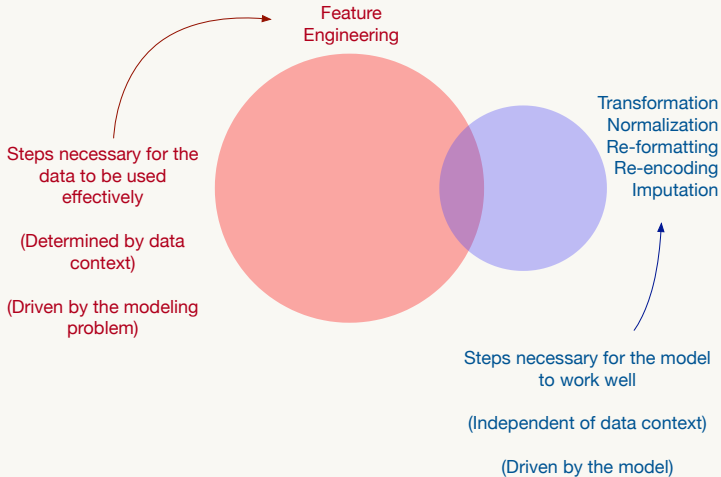 Feature
Engineering
Transformation
Normalization
Re-formatting
Re-encoding
Imputation
Steps necessary for the
data to be used
effectively
(Determined by data
context)
(Driven by the modeling
problem)
Steps necessary for the model
to work well
(Independent of data context)
(Driven by the model)